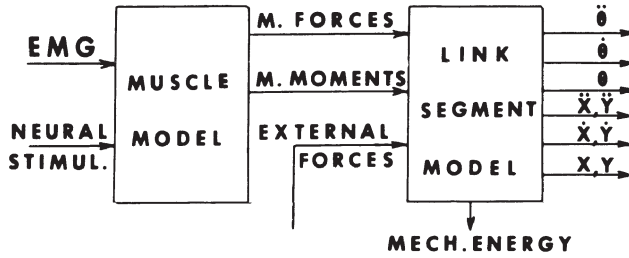 EMG
NEURAL
STIMUL.
MUSCLE
MODEL
M. FORCES
M. MOMENTS
EXTERNAL
FORCES
LINK
SEGMENT
MODEL
θ̈
θ̇
θ
Ẍ,Ÿ
Ẋ,Ẏ
X,Y
MECH.ENERGY